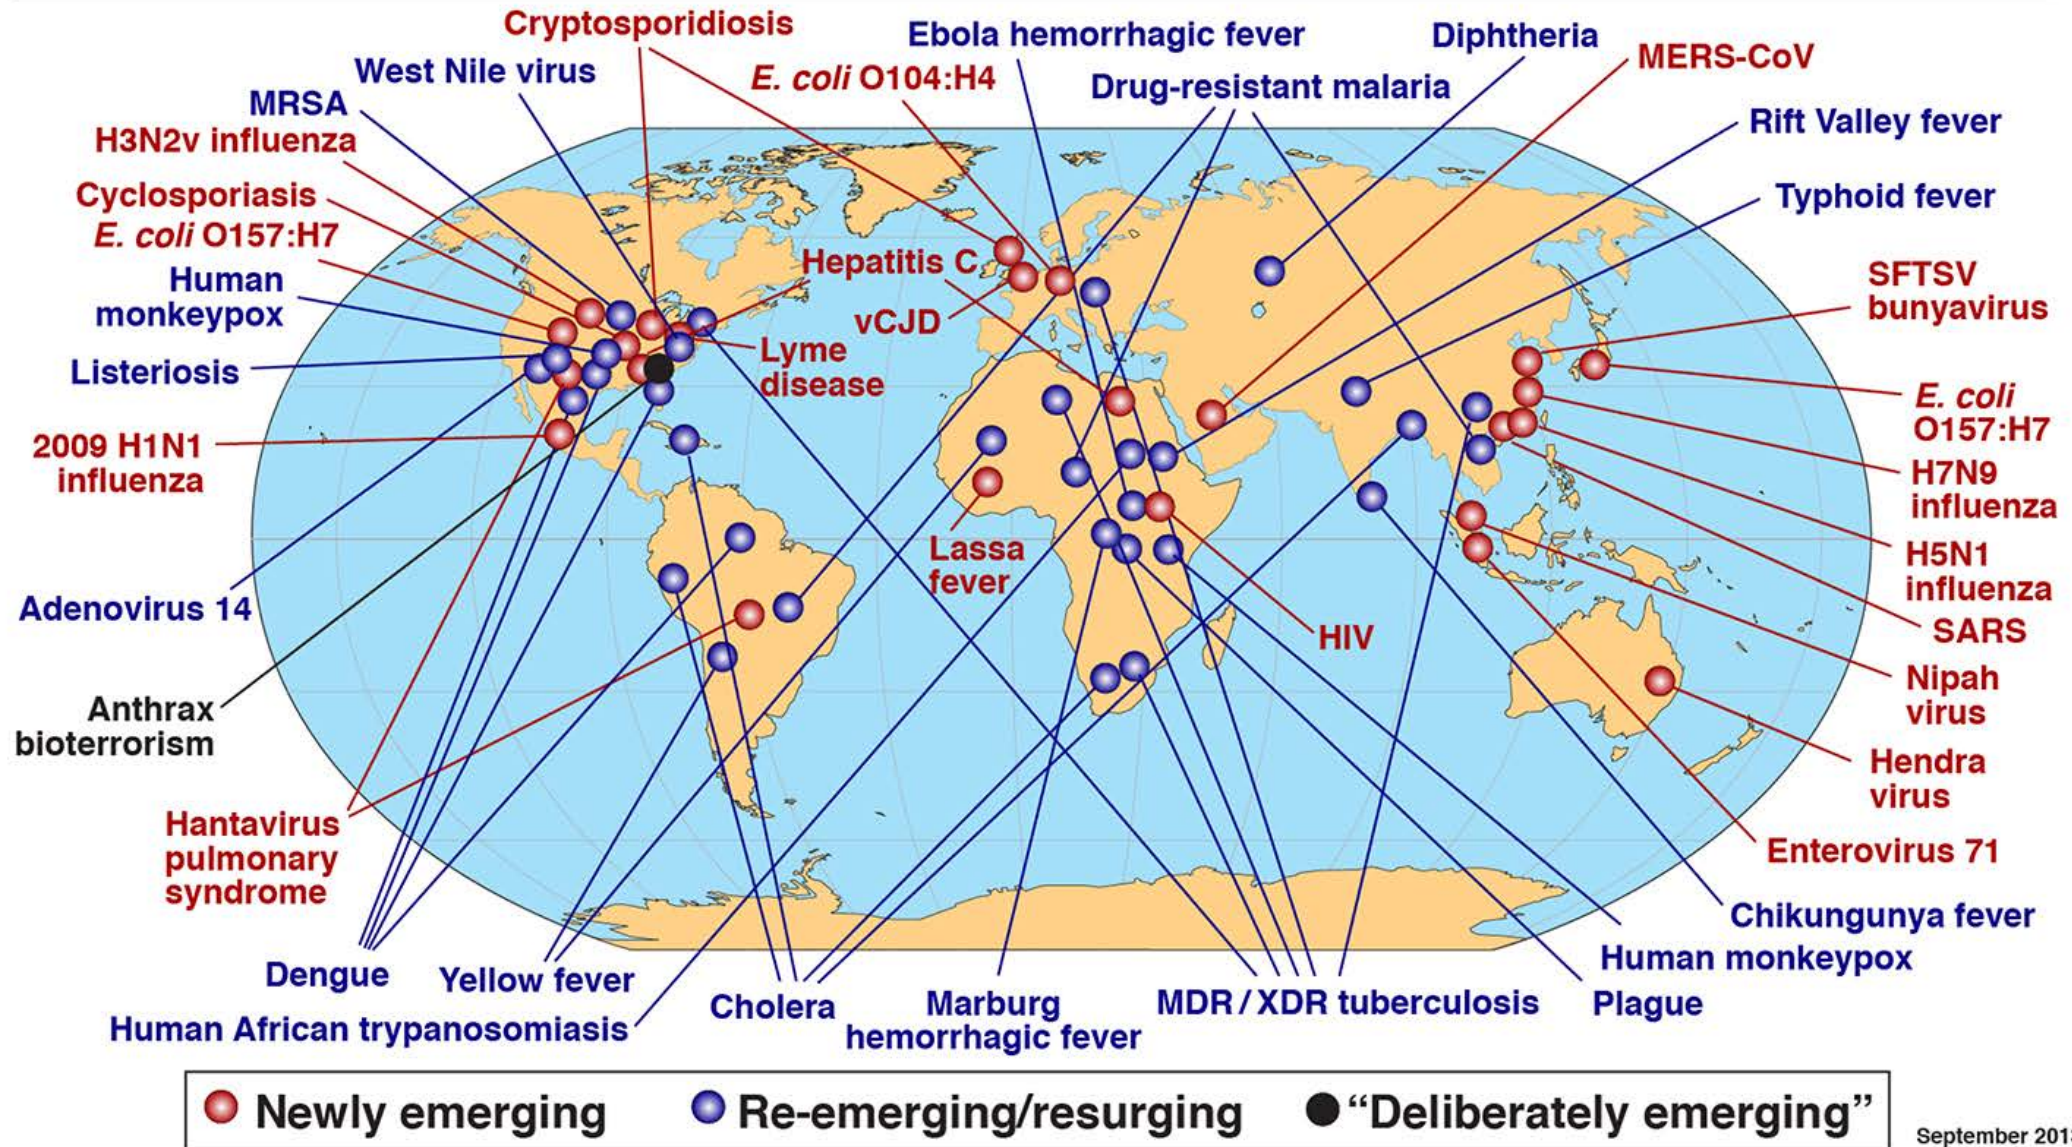 Cryptosporidiosis
Ebola hemorrhagic fever
Diphtheria
MERS-CoV
West Nile virus
E. coli O104:H4
Drug-resistant malaria
MRSA
Rift Valley fever
H3N2v influenza
Cyclosporiasis
Typhoid fever
E. coli O157:H7
Hepatitis C
Human
monkeypox
SFTSV
bunyavirus
vCJD
Listeriosis
Lyme
disease
E. coli
O157:H7
2009 H1N1
influenza
H7N9
influenza
Lassa
fever
H5N1
influenza
Adenovirus 14
HIV
SARS
Nipah
virus
Anthrax
bioterrorism
Hendra
virus
Hantavirus
pulmonary
syndrome
Enterovirus 71
Chikungunya fever
Human monkeypox
Dengue
Yellow fever
Cholera
Marburg
hemorrhagic fever
MDR / XDR tuberculosis
Plague
Human African trypanosomiasis
Newly emerging
Re-emerging/resurging
“Deliberately emerging”
September